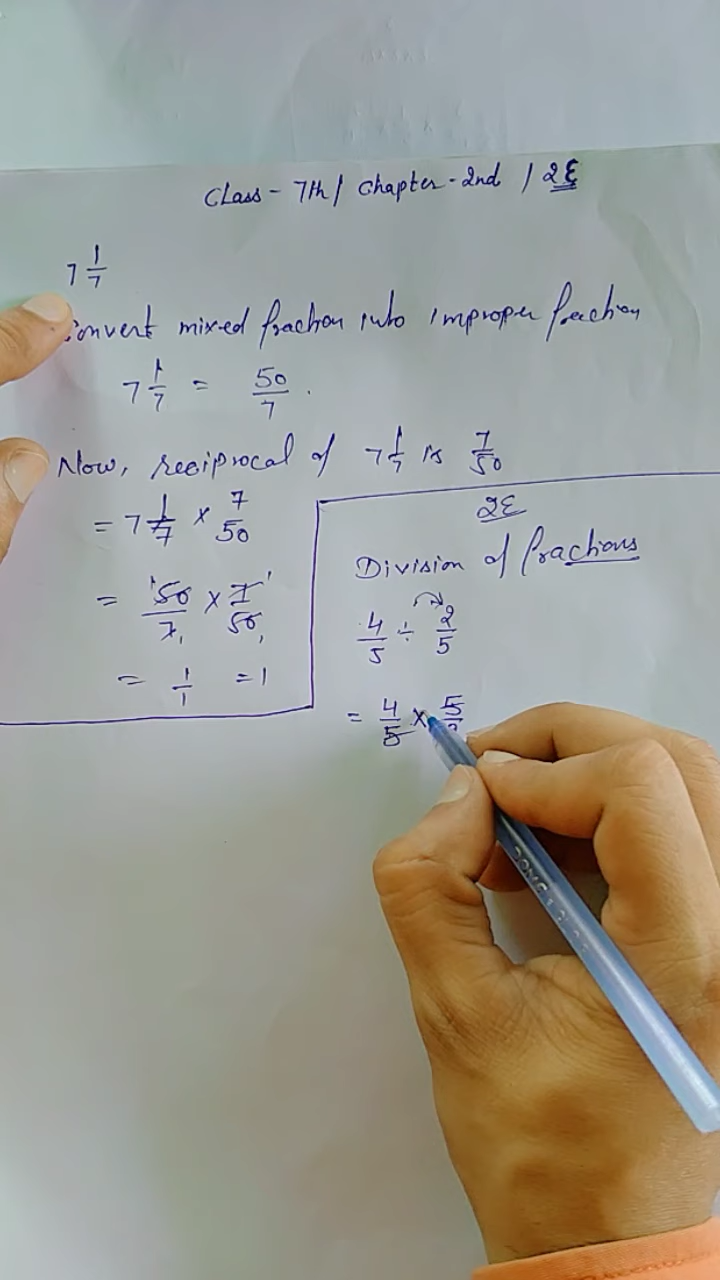 Class - 7th / Chapter - 2nd / 2E
7 1/7
Convert mixed fraction into improper fraction
7 1/7 = 50/7 .
Now, reciprocal of 7 1/7 is 7/50
= 7 1/7 × 7/50
= 50/7 × 7/50
= 1/1 = 1
2E
Division of fractions
4/5 ÷ 2/5
= 4/5 × 5/2